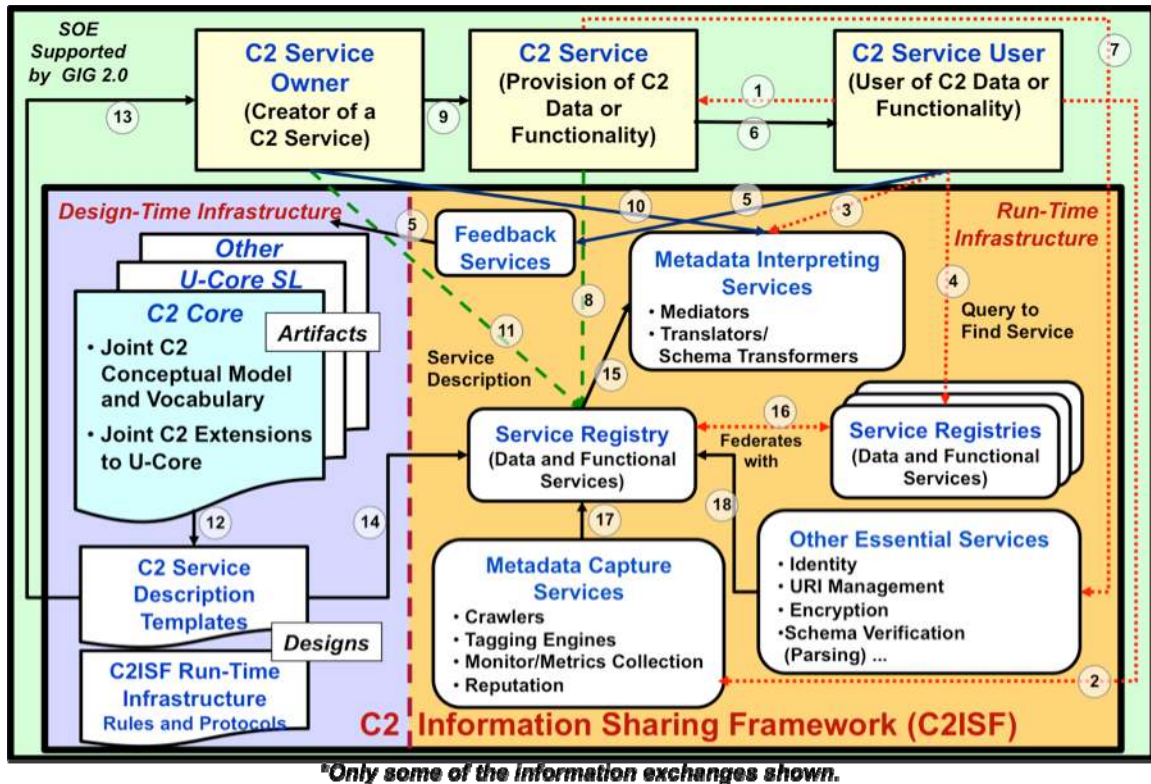 SOE
Supported
by GIG 2.0
C2 Service
Owner
(Creator of a
C2 Service)
C2 Service
(Provision of C2
Data or
Functionality)
C2 Service User
(User of C2 Data or
Functionality)
13
9
1
6
7
Design-Time Infrastructure
Run-Time
Infrastructure
5
Feedback
Services
10
5
3
4
8
11
Metadata Interpreting
Services
• Mediators
• Translators/
Schema Transformers
Query to
Find Service
Other
U-Core SL
C2 Core
Artifacts
• Joint C2
Conceptual Model
and Vocabulary
• Joint C2 Extensions
to U-Core
Service
Description
15
Service Registry
(Data and Functional
Services)
16
Federates
with
Service Registries
(Data and Functional
Services)
12
14
17
18
C2 Service
Description
Templates
Designs
C2ISF Run-Time
Infrastructure
Rules and Protocols
Metadata Capture
Services
• Crawlers
• Tagging Engines
• Monitor/Metrics Collection
• Reputation
Other Essential Services
• Identity
• URI Management
• Encryption
•Schema Verification
(Parsing) ...
2
C2 Information Sharing Framework (C2ISF)
*Only some of the information exchanges shown.